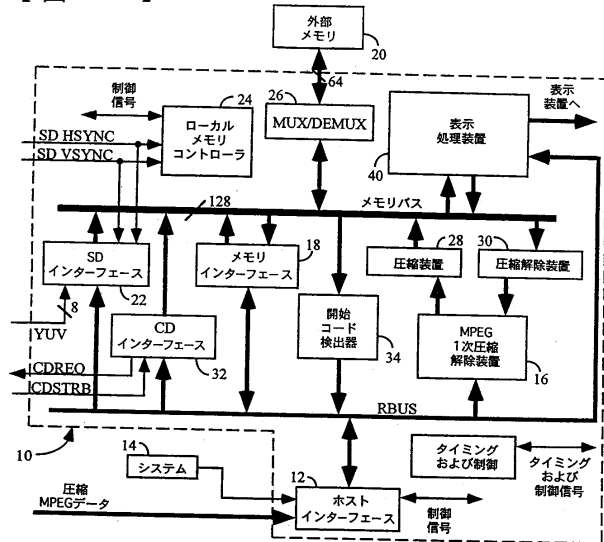 外部
メモリ
20
64
制御
信号
24
26
ローカル
メモリ
コントローラ
MUX/DEMUX
表示
処理装置
表示
装置へ
40
SD HSYNC
SD VSYNC
128
メモリバス
SD
インターフェース
22
メモリ
インターフェース
18
28
圧縮装置
30
圧縮解除装置
8
YUV
CD
インターフェース
32
開始
コード
検出器
34
MPEG
1次圧縮
解除装置
16
CDREQ
CDSTRB
RBUS
10
14
システム
タイミング
および制御
タイミング
および
制御信号
圧縮
MPEGデータ
12
ホスト
インターフェース
制御
信号